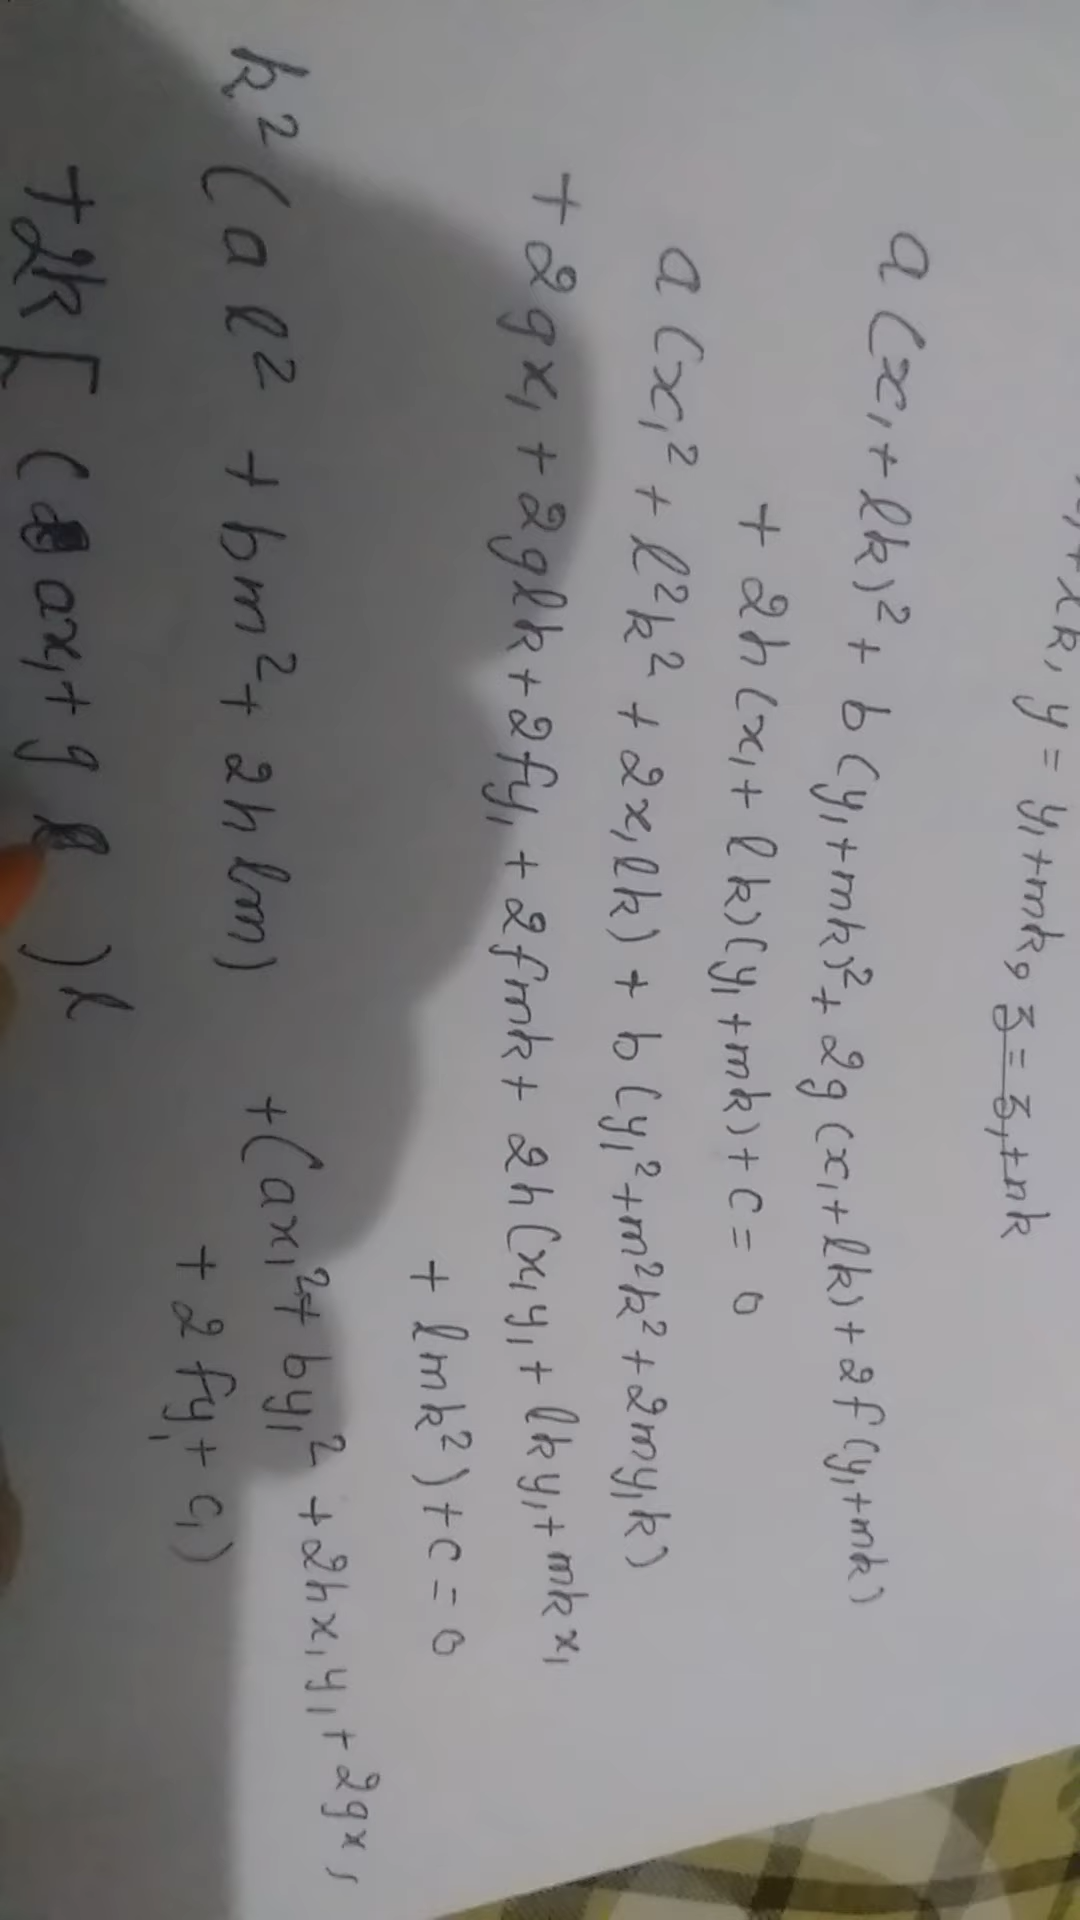 x₁ + lk, y = y₁ + mk, z = z₁ + nk
a (x₁ + lk)² + b (y₁ + mk)² + 2g (x₁ + lk) + 2f (y₁ + mk)
+ 2h (x₁ + lk) (y₁ + mk) + c = 0
a (x₁² + l²k² + 2x₁lk) + b (y₁² + m²k² + 2my₁k)
+ 2gx₁ + 2glk + 2fy₁ + 2fmk + 2h (x₁y₁ + lky₁ + mkx₁
+ lmk²) + c = 0
k² (al² + bm² + 2hlm) + (ax₁² + by₁² + 2hx₁y₁ + 2gx₁
+ 2fy₁ + c₁)
+2k [ ( ax₁ + g ) l